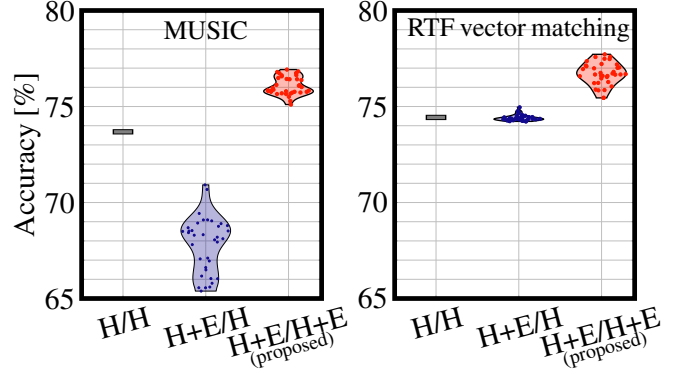 MUSIC
RTF vector matching
Accuracy [%]
80
75
70
65
80
75
70
65
H/H
H+E/H
H+E/H+E
(proposed)
H/H
H+E/H
H+E/H+E
(proposed)